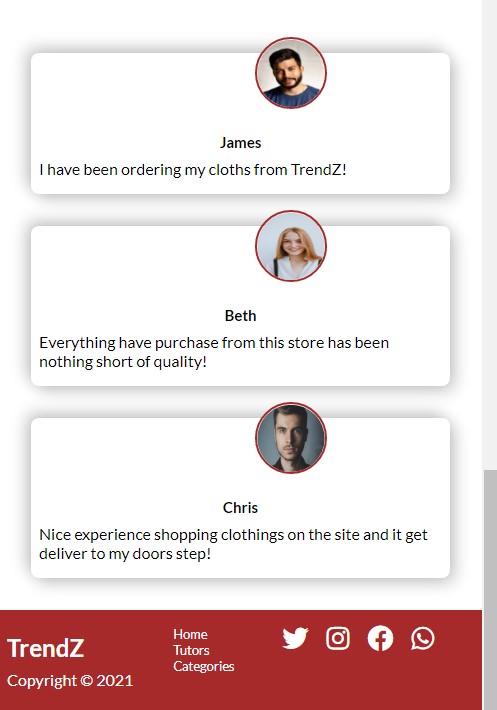 James
I have been ordering my cloths from TrendZ!
Beth
Everything have purchase from this store has been
nothing short of quality!
Chris
Nice experience shopping clothings on the site and it get
deliver to my doors step!
TrendZ
Copyright © 2021
Home
Tutors
Categories